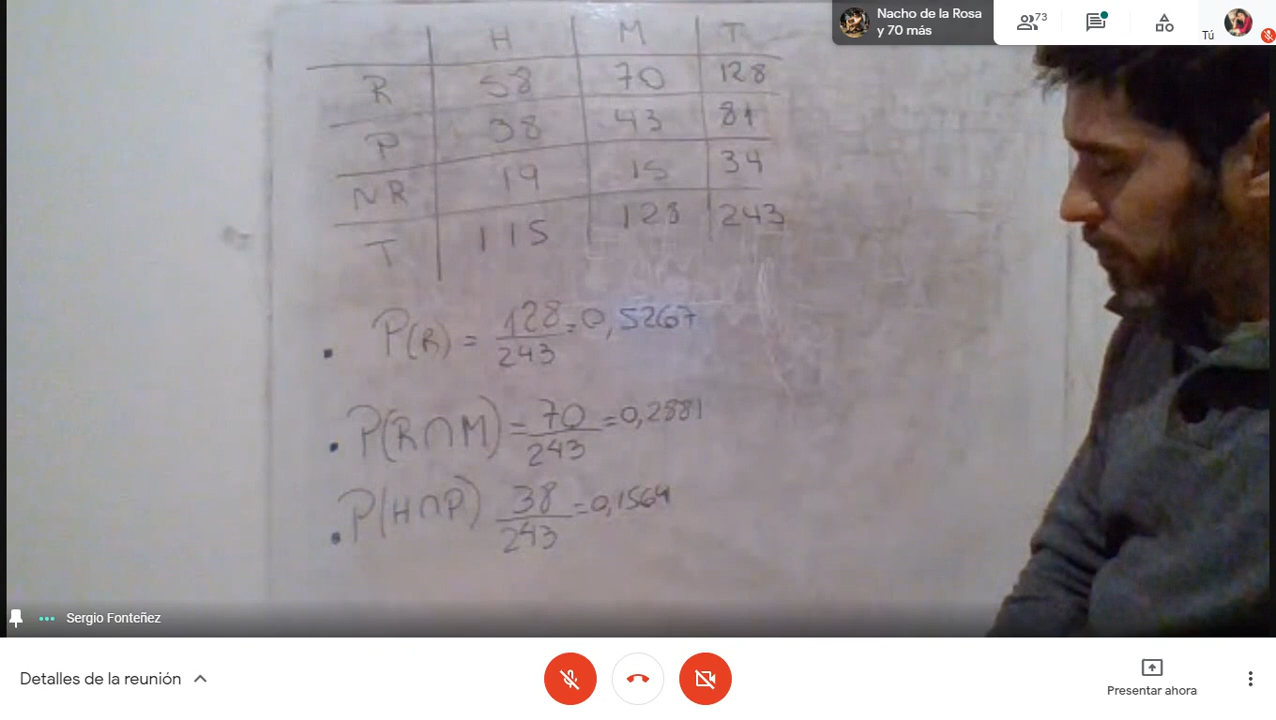 Nacho de la Rosa
y 70 más
73
Tú
H M T
R 58 70 128
P 38 43 81
NR 19 15 34
T 115 128 243
P(R) = 128/243 = 0,5267
P(R∩M) = 70/243 = 0,2881
P(H∩P) 38/243 = 0,1564
Sergio Fonteñez
Detalles de la reunión
Presentar ahora